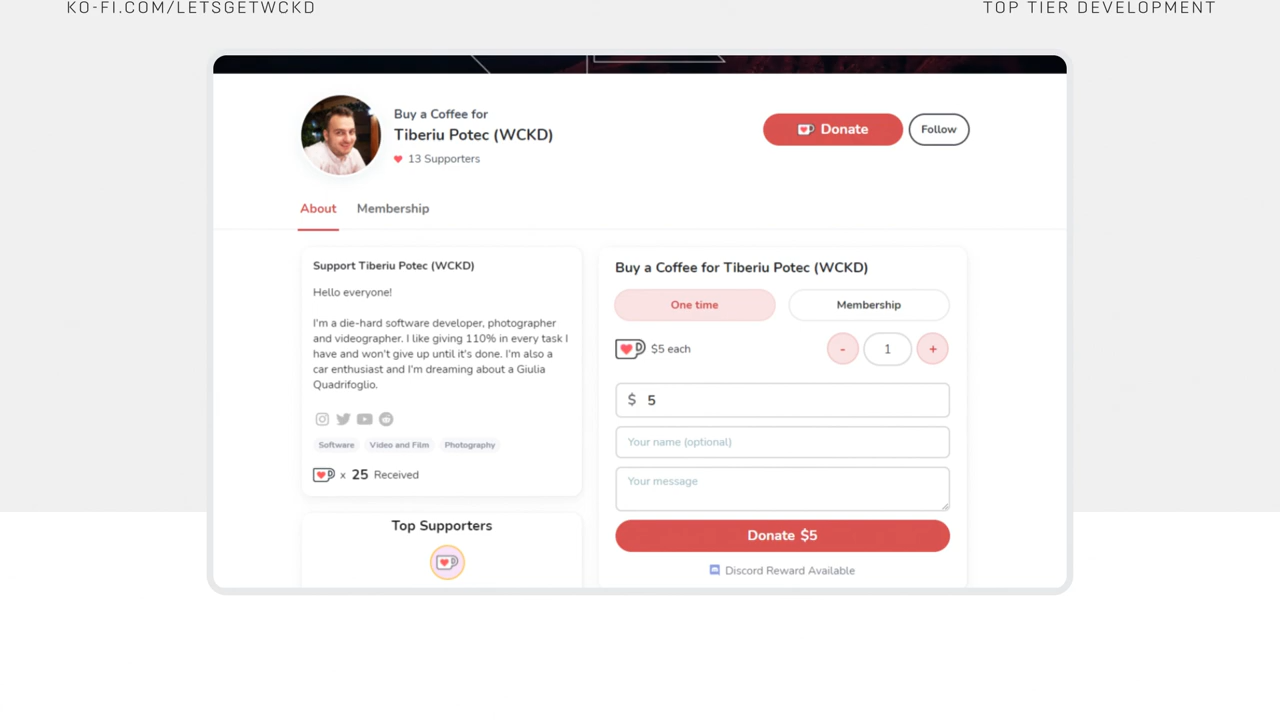 KO-FI.COM/LETSGETWCKD
TOP TIER DEVELOPMENT
Buy a Coffee for
Tiberiu Potec (WCKD)
13 Supporters
Donate
Follow
About
Membership
Support Tiberiu Potec (WCKD)
Hello everyone!
I'm a die-hard software developer, photographer
and videographer. I like giving 110% in every task I
have and won't give up until it's done. I'm also a
car enthusiast and I'm dreaming about a Giulia
Quadrifoglio.
Software
Video and Film
Photography
x 25 Received
Top Supporters
Buy a Coffee for Tiberiu Potec (WCKD)
One time
Membership
$5 each
- 1 +
$ 5
Your name (optional)
Your message
Donate $5
Discord Reward Available